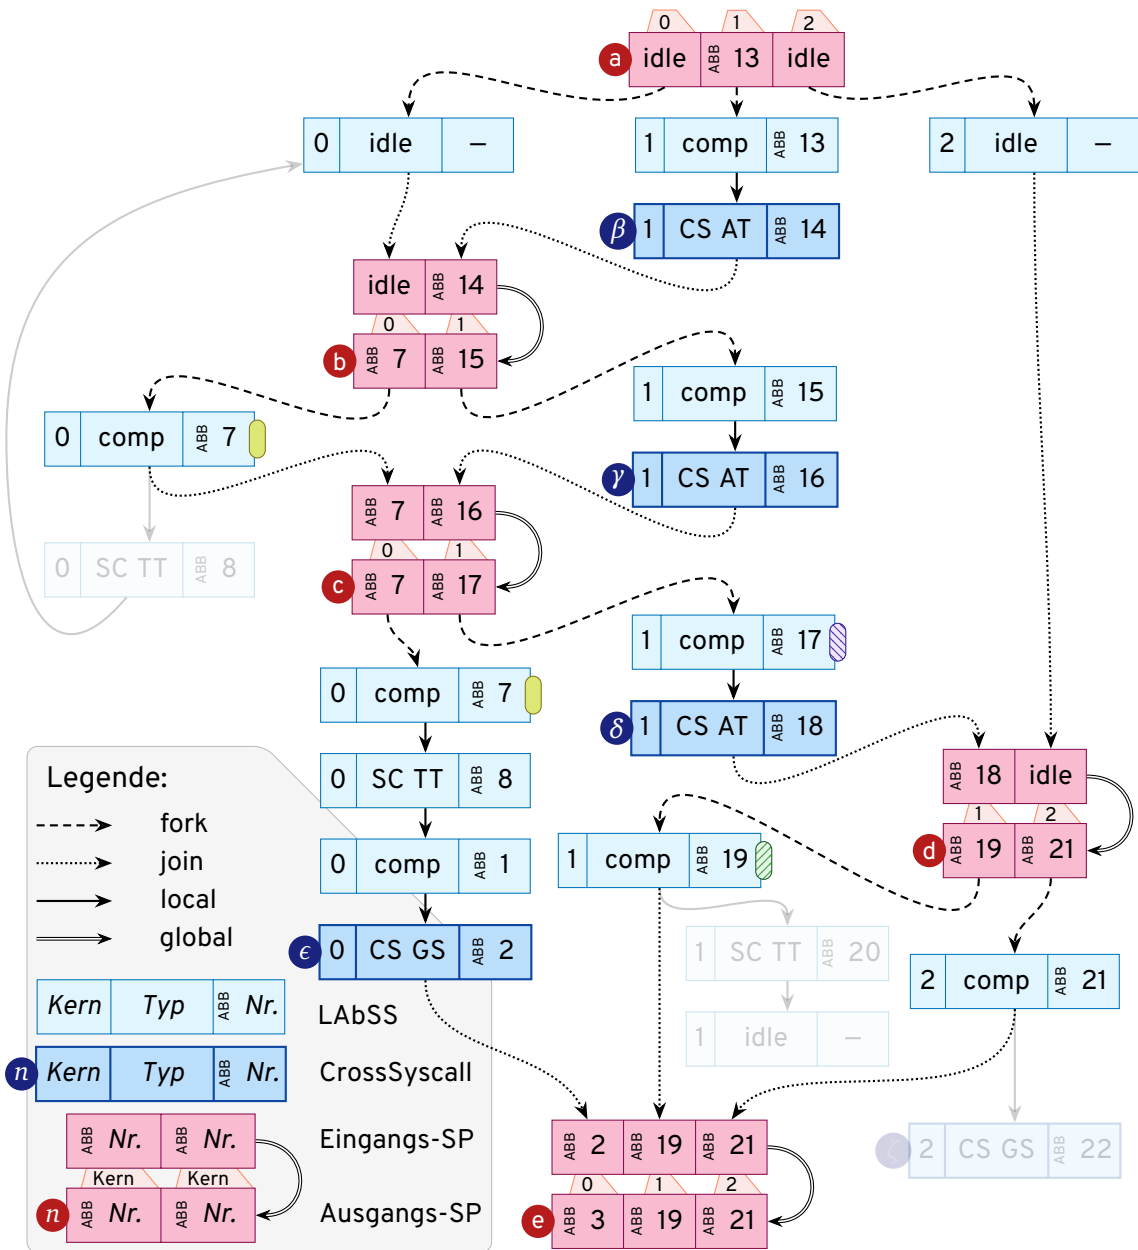 0 1 2
a idle ABB 13 idle
0 idle –
1 comp ABB 13
2 idle –
β 1 CS AT ABB 14
idle ABB 14
0 1
b ABB 7 ABB 15
1 comp ABB 15
0 comp ABB 7
γ 1 CS AT ABB 16
ABB 7 ABB 16
0 1
0 SC TT ABB 8
c ABB 7 ABB 17
1 comp ABB 17
0 comp ABB 7
δ 1 CS AT ABB 18
0 SC TT ABB 8
ABB 18 idle
1 2
d ABB 19 ABB 21
1 comp ABB 19
0 comp ABB 1
ϵ 0 CS GS ABB 2
1 SC TT ABB 20
2 comp ABB 21
1 idle –
ABB 2 ABB 19 ABB 21
0 1 2
e ABB 3 ABB 19 ABB 21
ζ 2 CS GS ABB 22
Legende:
fork
join
local
global
Kern Typ ABB Nr. LAbSS
n Kern Typ ABB Nr. CrossSyscall
ABB Nr. ABB Nr. Eingangs-SP
Kern Kern
n ABB Nr. ABB Nr. Ausgangs-SP